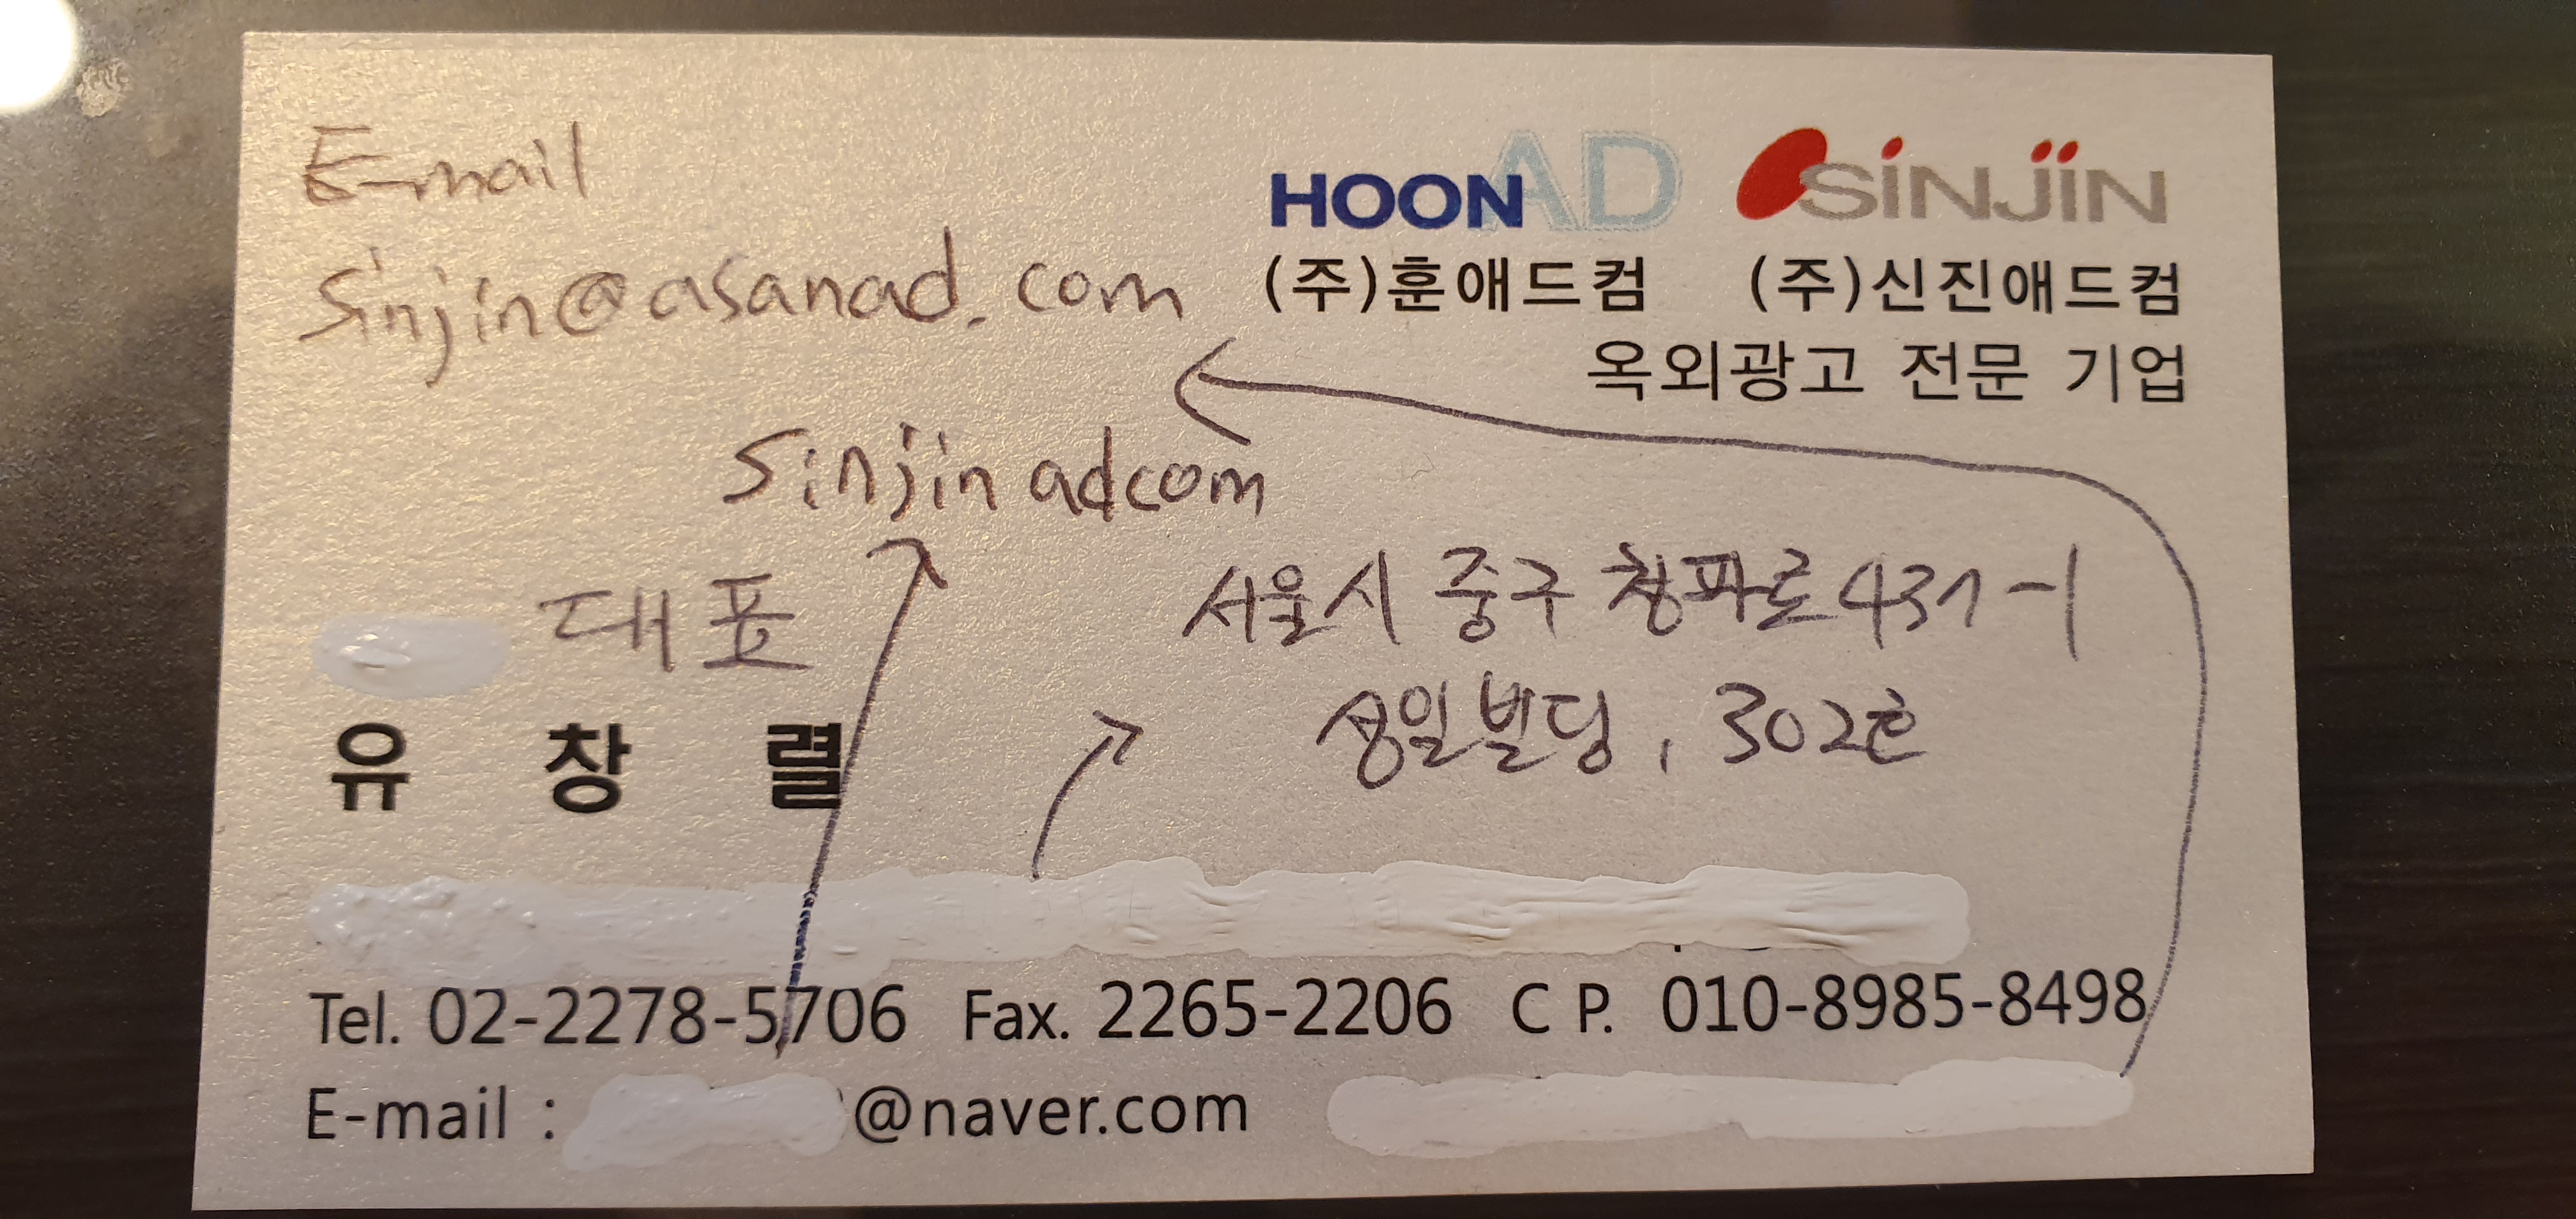 E-mail
sinjin@asanad.com
sinjin adcom
HOON AD SiNJiN
(주)훈애드컴 (주)신진애드컴
옥외광고 전문 기업
대표
유 창 렬
서울시 중구 청파로 437-1
성일빌딩, 302호
Tel. 02-2278-5706 Fax. 2265-2206 C P. 010-8985-8498
E-mail : @naver.com